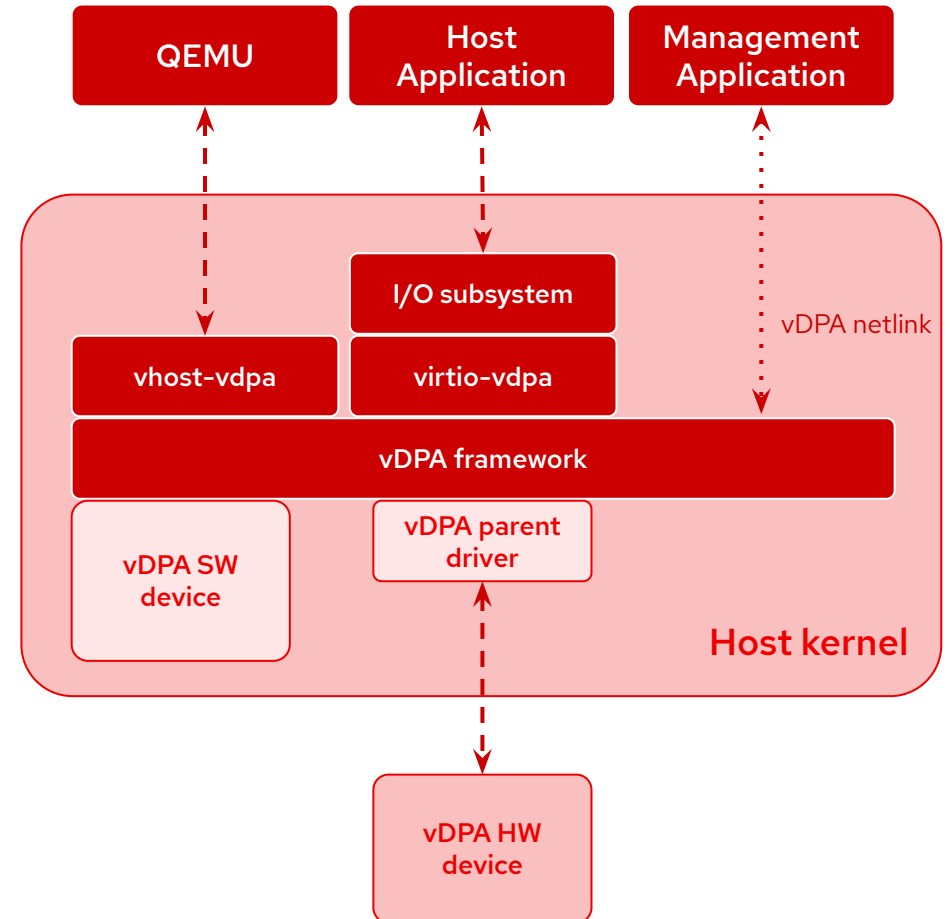 QEMU
Host
Application
Management
Application
I/O subsystem
vDPA netlink
vhost-vdpa
virtio-vdpa
vDPA framework
vDPA SW
device
vDPA parent
driver
Host kernel
vDPA HW
device